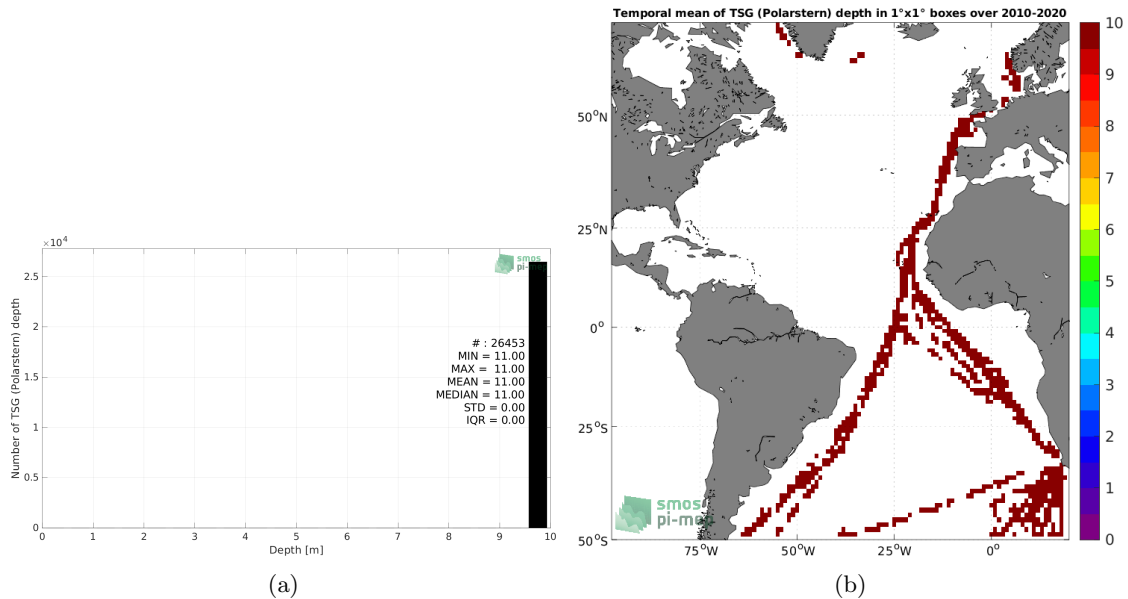 ×10⁴
2.5
2
1.5
1
0.5
0
Number of TSG (Polarstern) depth
smos
# : 26453
MIN = 11.00
MAX = 11.00
MEAN = 11.00
MEDIAN = 11.00
STD = 0.00
IQR = 0.00
0 1 2 3 4 5 6 7 8 9 10
Depth [m]
(a)
Temporal mean of TSG (Polarstern) depth in 1°x1° boxes over 2010-2020
50°N
25°N
0°
25°S
50°S
75°W 50°W 25°W 0°
smos
pi-mep
10
9
8
7
6
5
4
3
2
1
0
(b)